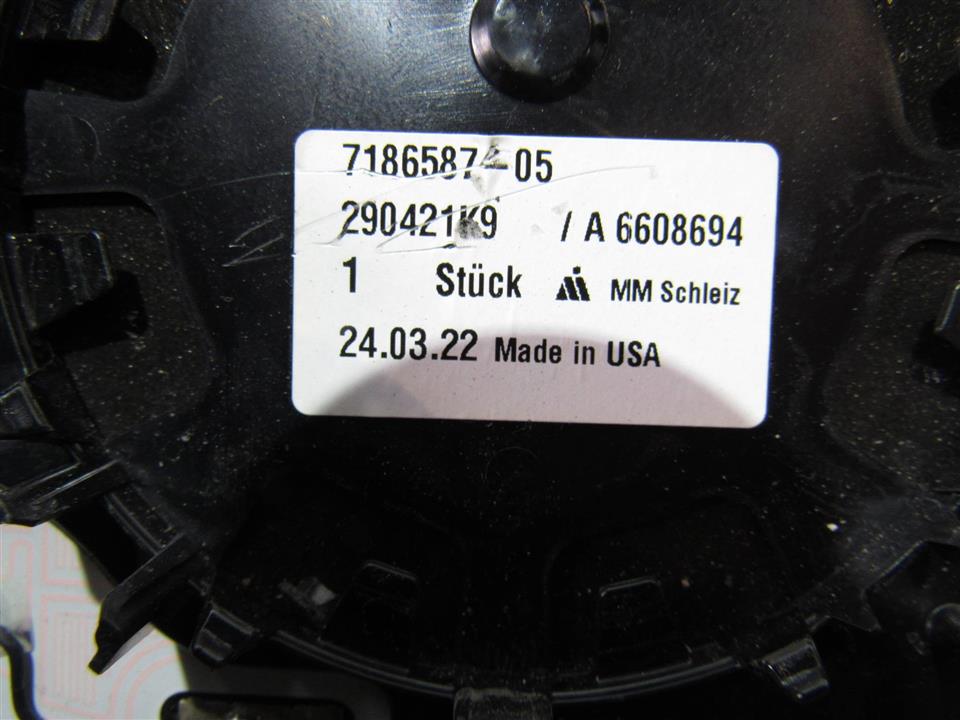 7186587-05
290421K9 / A 6608694
1 Stück MM Schleiz
24.03.22 Made in USA